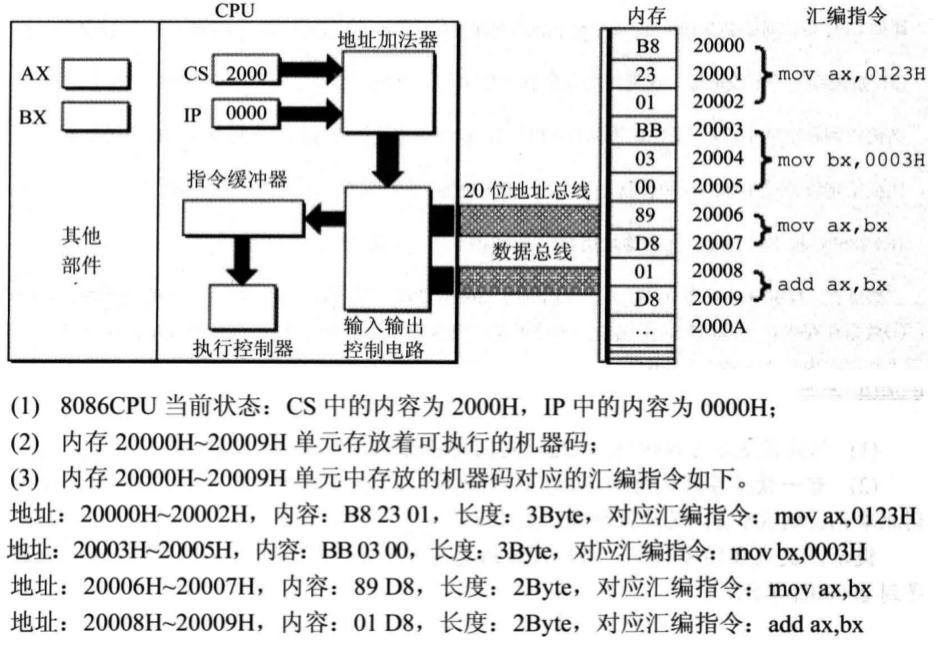 CPU
内存
汇编指令
地址加法器
AX
BX
CS 2000
IP 0000
指令缓冲器
20 位地址总线
数据总线
其他
部件
执行控制器
输入输出
控制电路
B8 20000
23 20001 mov ax,0123H
01 20002
BB 20003
03 20004 mov bx,0003H
00 20005
89 20006
mov ax,bx
D8 20007
01 20008
add ax,bx
D8 20009
… 2000A
(1) 8086CPU 当前状态：CS 中的内容为 2000H，IP 中的内容为 0000H；
(2) 内存 20000H~20009H 单元存放着可执行的机器码；
(3) 内存 20000H~20009H 单元中存放的机器码对应的汇编指令如下。
地址：20000H~20002H，内容：B8 23 01，长度：3Byte，对应汇编指令：mov ax,0123H
地址：20003H~20005H，内容：BB 03 00，长度：3Byte，对应汇编指令：mov bx,0003H
地址：20006H~20007H，内容：89 D8，长度：2Byte，对应汇编指令：mov ax,bx
地址：20008H~20009H，内容：01 D8，长度：2Byte，对应汇编指令：add ax,bx